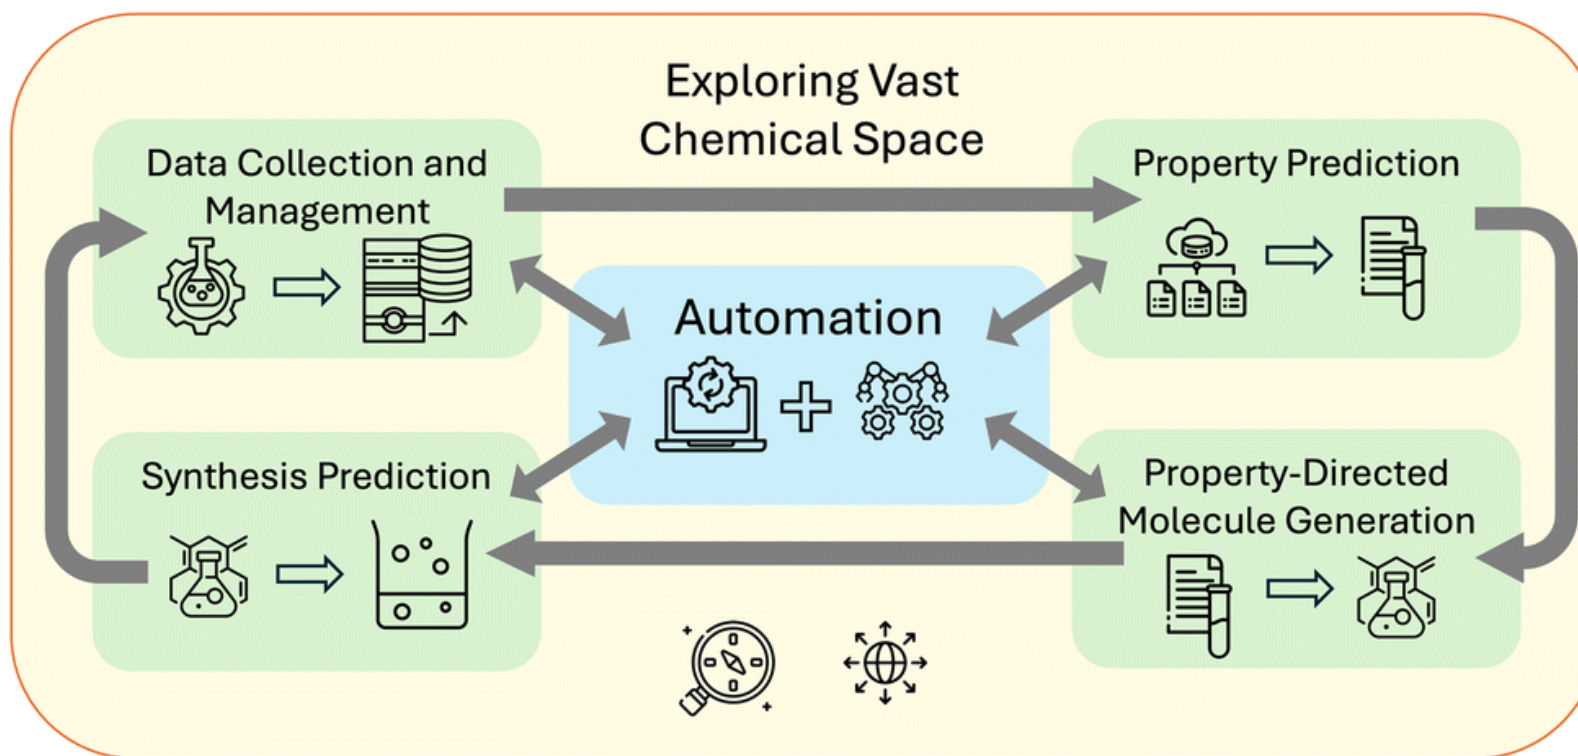 Exploring Vast
Chemical Space
Data Collection and
Management
Property Prediction
Automation
Synthesis Prediction
Property-Directed
Molecule Generation